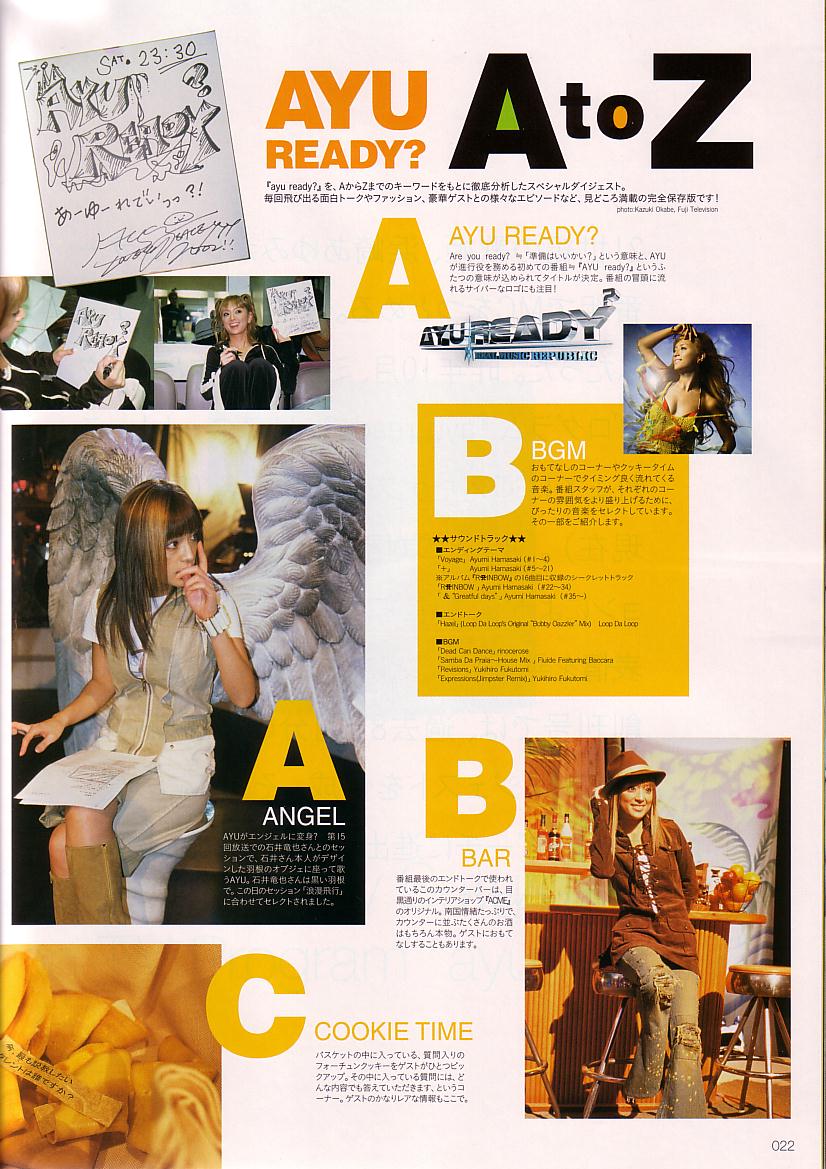 SAT. 23:30
AYU
READY?
あーゆーれでいっっ?!
AYU READY?
A to Z
『ayu ready?』を、AからZまでのキーワードをもとに徹底分析したスペシャルダイジェスト。
毎回飛び出る面白トークやファッション、豪華ゲストとの様々なエピソードなど、見どころ満載の完全保存版です!
photo:Kazuki Okabe, Fuji Television
A
AYU READY?
Are you ready? ≒「準備はいいかい?」という意味と、AYU
が進行役を務める初めての番組≒『AYU ready?』というふ
たつの意味が込められてタイトルが決定。番組の冒頭に流
れるサイバーなロゴにも注目!
AYU READY?
REAL MUSIC REPUBLIC
AYU
READY?
B
BGM
おもてなしのコーナーやクッキータイム
のコーナーでタイミング良く流れてくる
音楽。番組スタッフが、それぞれのコー
ナーの雰囲気をより盛り上げるために、
ぴったりの音楽をセレクトしています。
その一部をご紹介します。
★★サウンドトラック★★
■エンディングテーマ
「Voyage」 Ayumi Hamasaki (#1〜4)
「+」 Ayumi Hamasaki (#5〜21)
※アルバム『RAINBOW』の16曲目に収録のシークレットトラック
「RAINBOW 」 Ayumi Hamasaki (#22〜34)
「 & "Greatful days" 」 Ayumi Hamasaki (#35〜)
■エンドトーク
「Hazel」(Loop Da Loop's Original "Bubby Dazzler" Mix) Loop Da Loop
■BGM
「Dead Can Dance」 rinocerose
「Samba Da Praia〜House Mix 」 Fluide Featuring Baccara
「Revisions」 Yukihiro Fukutomi
「Expressions(Jimpster Remix)」 Yukihiro Fukutomi
A
ANGEL
AYUがエンジェルに変身? 第15
回放送での石井竜也さんとのセッ
ションで、石井さん本人がデザイ
ンした羽根のオブジェに座って歌
うAYU。石井竜也さんは黒い羽根
で。この日のセッション「浪漫飛行」
に合わせてセレクトされました。
B
BAR
番組最後のエンドトークで使われ
ているこのカウンターバーは、目
黒通りのインテリアショップ『ACME』
のオリジナル。南国情緒たっぷりで、
カウンターに並ぶたくさんのお酒
はもちろん本物。ゲストにおもて
なしすることもあります。
C
COOKIE TIME
バスケットの中に入っている、質問入りの
フォーチュンクッキーをゲストがひとつピッ
クアップ。その中に入っている質問には、ど
んな内容でも答えていただきます、というコ
ーナー。ゲストのかなりレアな情報もここで。
今、最も説教したい
タレントは誰ですか?
022